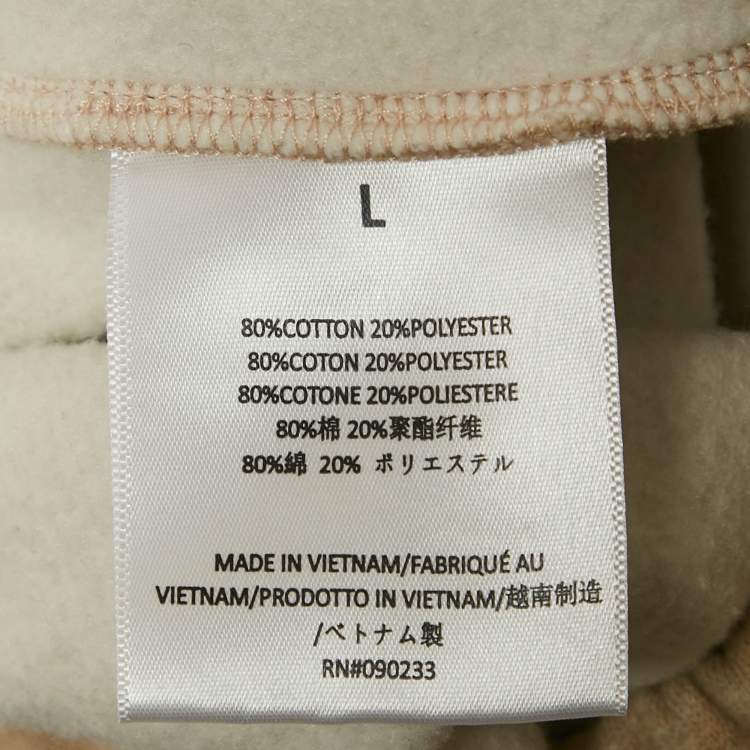 L
80%COTTON 20%POLYESTER
80%COTON 20%POLYESTER
80%COTONE 20%POLIESTERE
80%棉 20%聚酯纤维
80%綿 20% ポリエステル
MADE IN VIETNAM/FABRIQUÉ AU
VIETNAM/PRODOTTO IN VIETNAM/越南制造
/ベトナム製
RN#090233